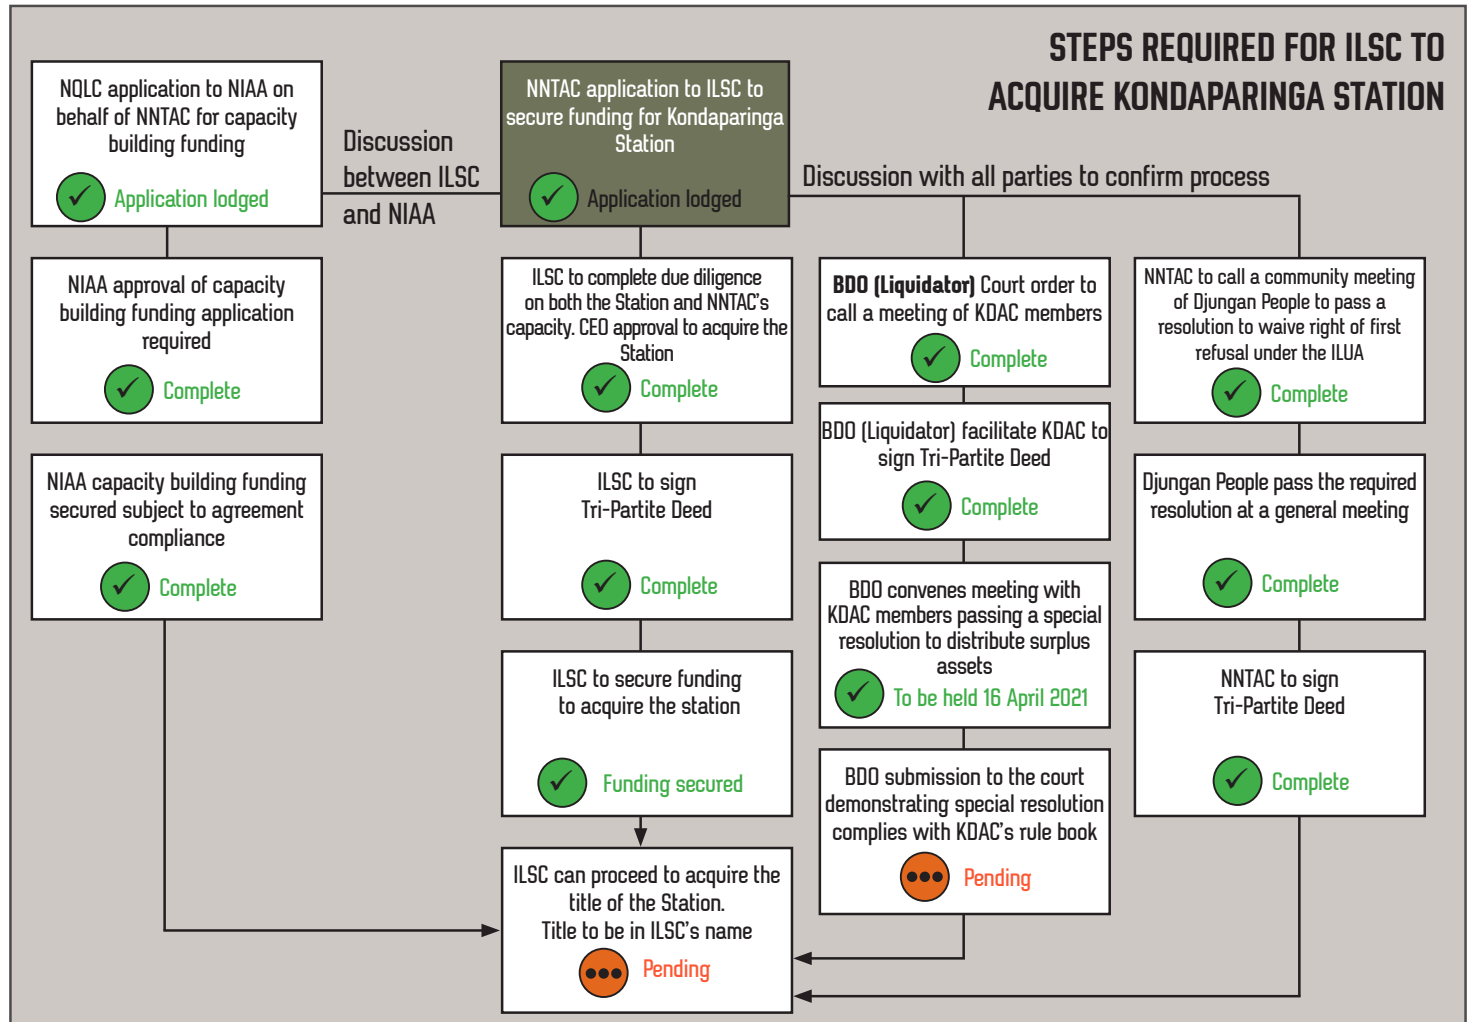 STEPS REQUIRED FOR ILSC TO
ACQUIRE KONDAPARINGA STATION
NQLC application to NIAA on
behalf of NNTAC for capacity
building funding
Application lodged
Discussion
between ILSC
and NIAA
NNTAC application to ILSC to
secure funding for Kondaparinga
Station
Application lodged
Discussion with all parties to confirm process
NIAA approval of capacity
building funding application
required
Complete
NIAA capacity building funding
secured subject to agreement
compliance
Complete
ILSC to complete due diligence
on both the Station and NNTAC's
capacity. CEO approval to acquire the
Station
Complete
ILSC to sign
Tri-Partite Deed
Complete
ILSC to secure funding
to acquire the station
Funding secured
ILSC can proceed to acquire the
title of the Station.
Title to be in ILSC's name
Pending
BDO (Liquidator) Court order to
call a meeting of KDAC members
Complete
BDO (Liquidator) facilitate KDAC to
sign Tri-Partite Deed
Complete
BDO convenes meeting with
KDAC members passing a special
resolution to distribute surplus
assets
To be held 16 April 2021
BDO submission to the court
demonstrating special resolution
complies with KDAC's rule book
Pending
NNTAC to call a community meeting
of Djungan People to pass a
resolution to waive right of first
refusal under the ILUA
Complete
Djungan People pass the required
resolution at a general meeting
Complete
NNTAC to sign
Tri-Partite Deed
Complete